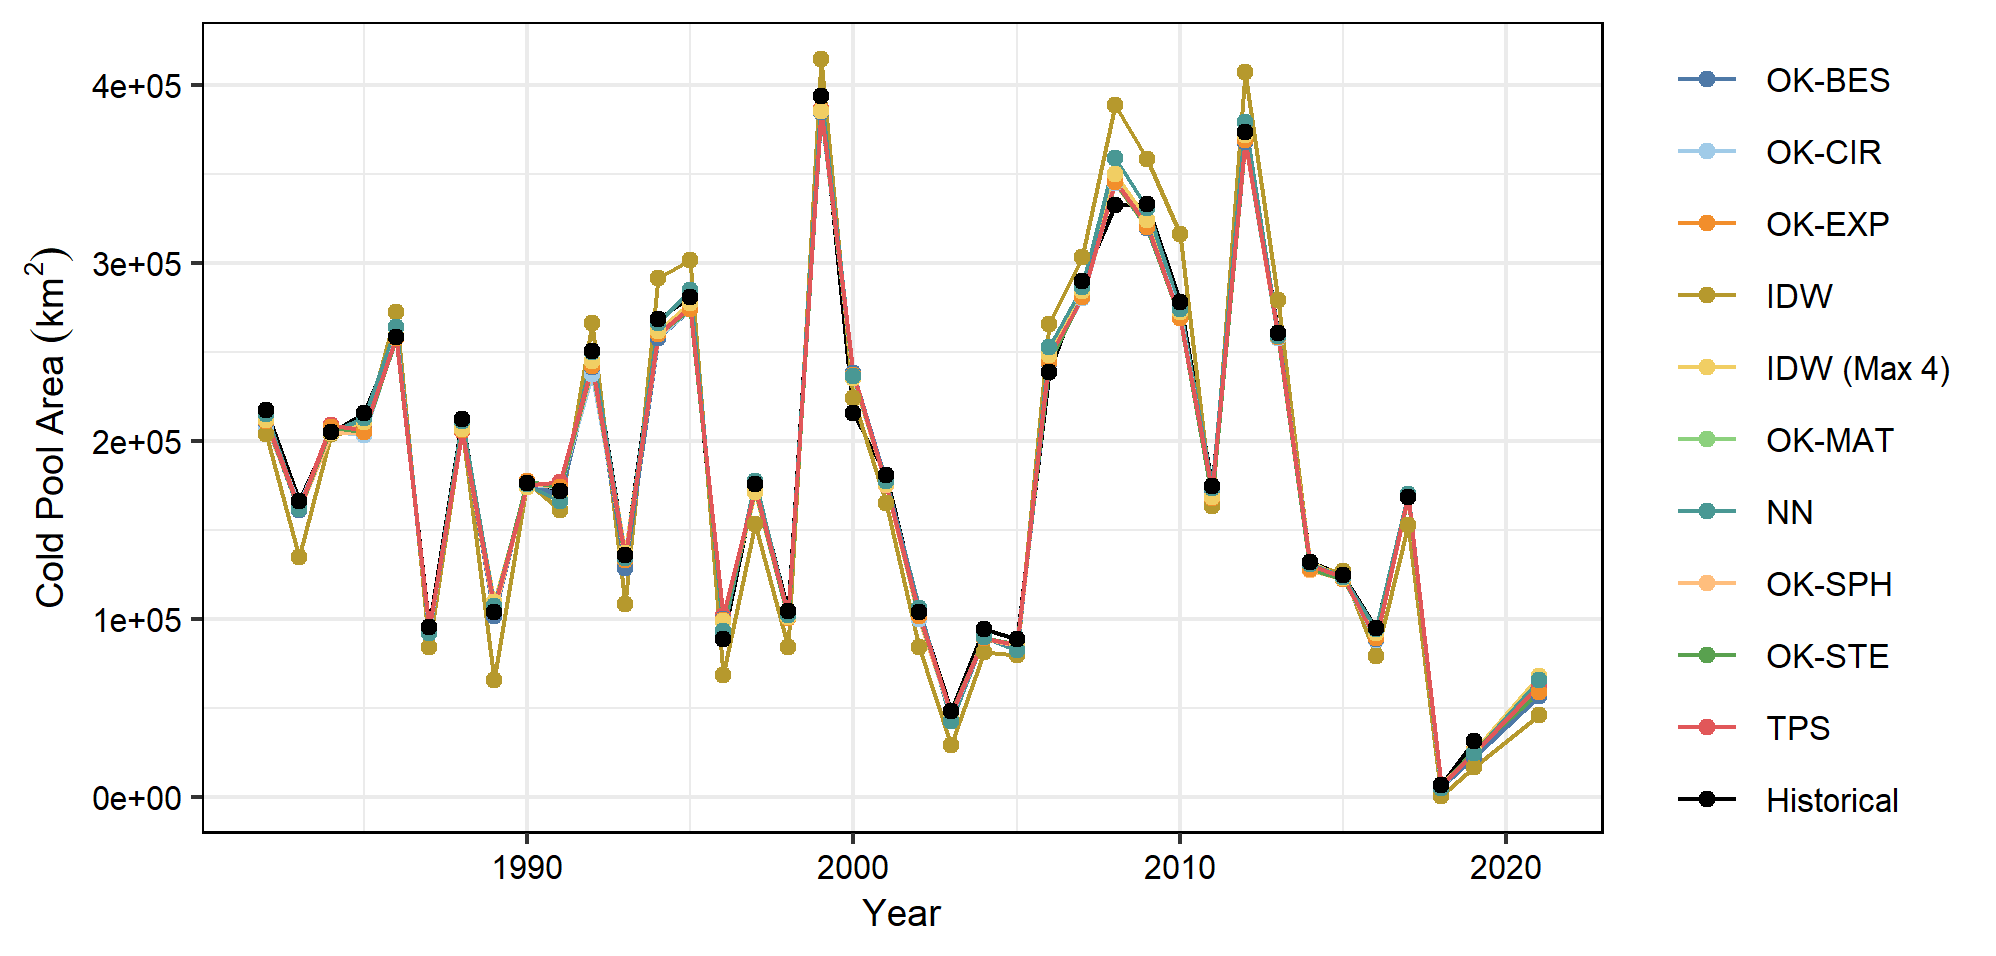 4e+05
3e+05
2e+05
1e+05
0e+00
Cold Pool Area (km²)
1990
2000
2010
2020
Year
OK-BES
OK-CIR
OK-EXP
IDW
IDW (Max 4)
OK-MAT
NN
OK-SPH
OK-STE
TPS
Historical